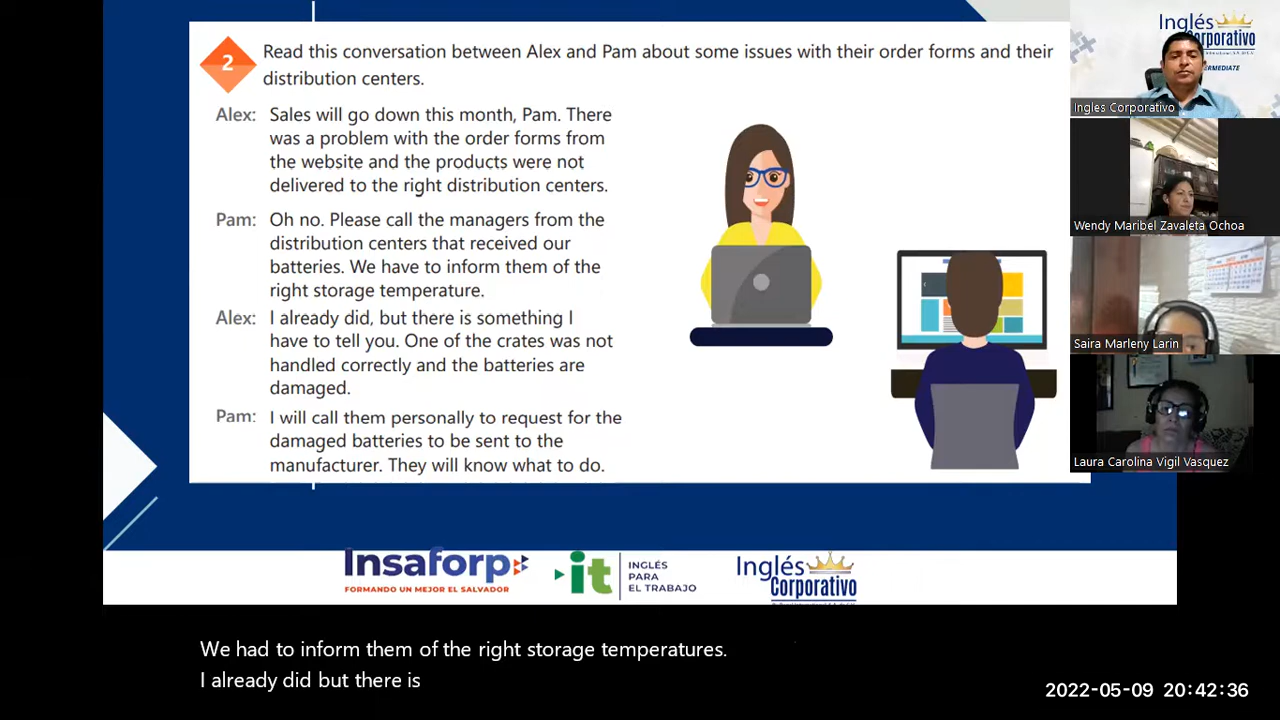 2
Read this conversation between Alex and Pam about some issues with their order forms and their
distribution centers.
Alex: Sales will go down this month, Pam. There
was a problem with the order forms from
the website and the products were not
delivered to the right distribution centers.
Pam: Oh no. Please call the managers from the
distribution centers that received our
batteries. We have to inform them of the
right storage temperature.
Alex: I already did, but there is something I
have to tell you. One of the crates was not
handled correctly and the batteries are
damaged.
Pam: I will call them personally to request for the
damaged batteries to be sent to the
manufacturer. They will know what to do.
Inglés
Corporativo
Ingles Corporativo
Wendy Maribel Zavaleta Ochoa
Saira Marleny Larin
Laura Carolina Vigil Vasquez
Insaforp
FORMANDO UN MEJOR EL SALVADOR
it
INGLÉS
PARA
EL TRABAJO
Inglés
Corporativo
We had to inform them of the right storage temperatures.
I already did but there is
2022-05-09 20:42:36